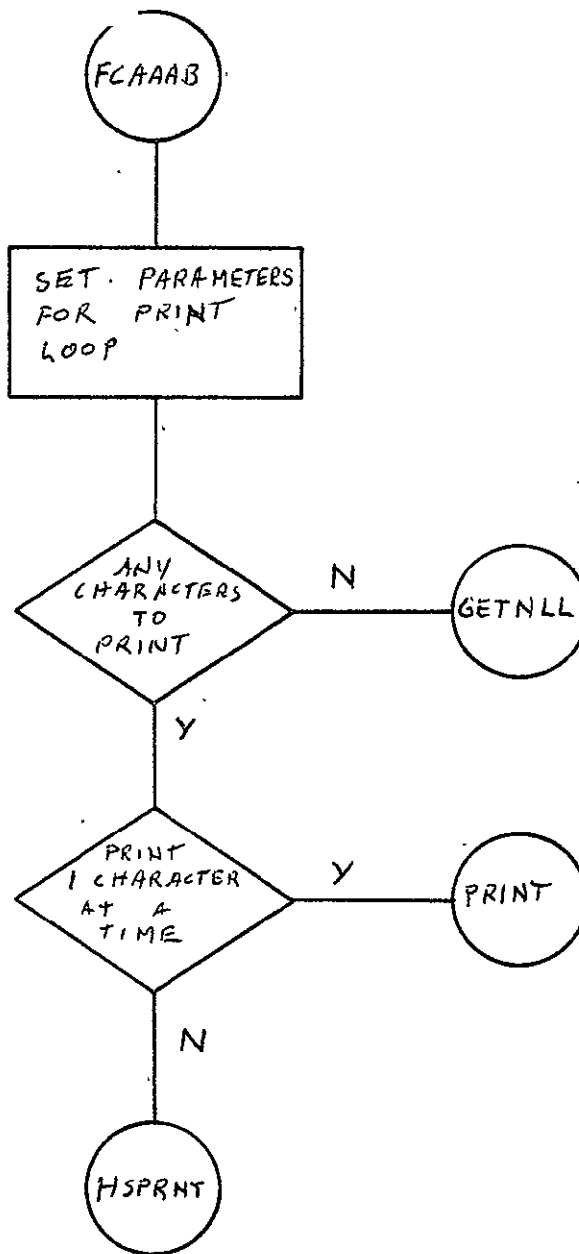 FCAAAB
SET. PARAMETERS
FOR PRINT
LOOP
ANY
CHARACTERS
TO
PRINT
N
GETNLL
Y
PRINT
1 CHARACTER
AT A
TIME
Y
PRINT
N
HSPRNT